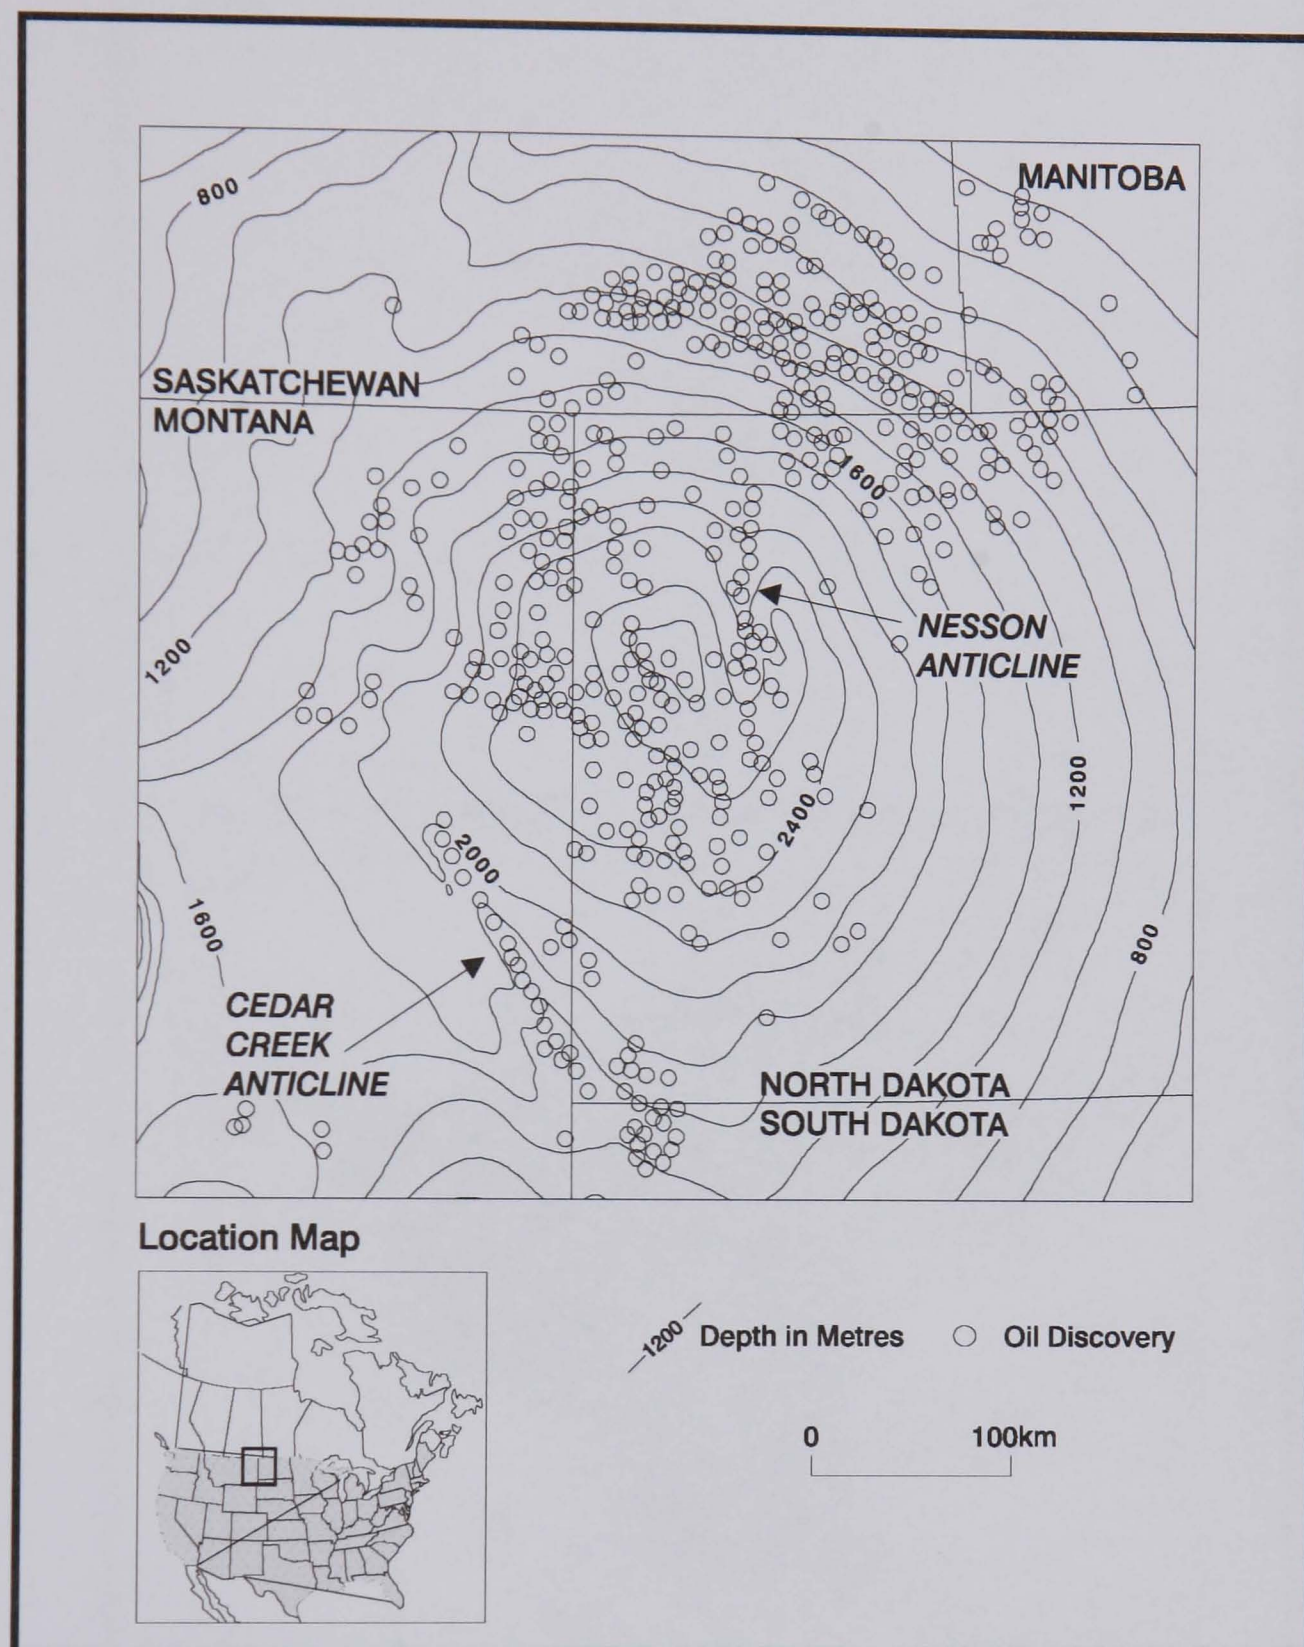 800
MANITOBA
SASKATCHEWAN
MONTANA
1600
NESSON
ANTICLINE
1200
1200
2400
2000
1600
800
CEDAR
CREEK
ANTICLINE
NORTH DAKOTA
SOUTH DAKOTA
Location Map
1200 Depth in Metres
Oil Discovery
0 100km